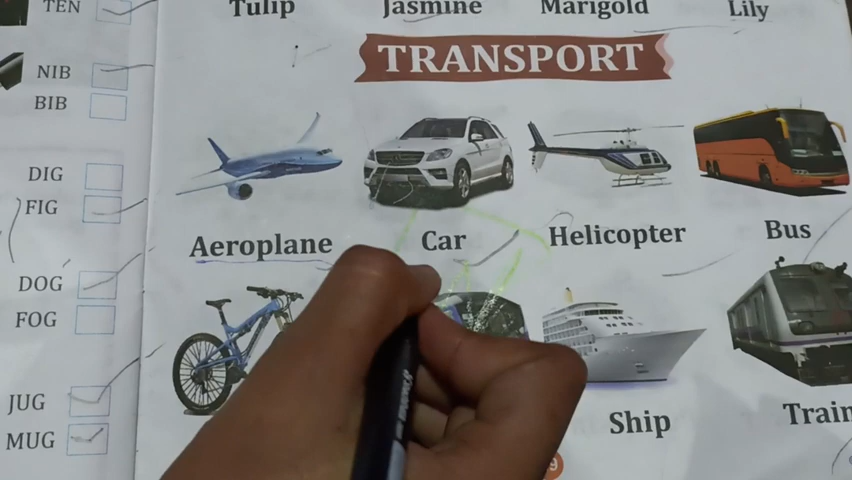 TEN
NIB
BIB
DIG
FIG
DOG
FOG
JUG
MUG
Tulip Jasmine Marigold Lily
TRANSPORT
Aeroplane Car Helicopter Bus
Ship Train